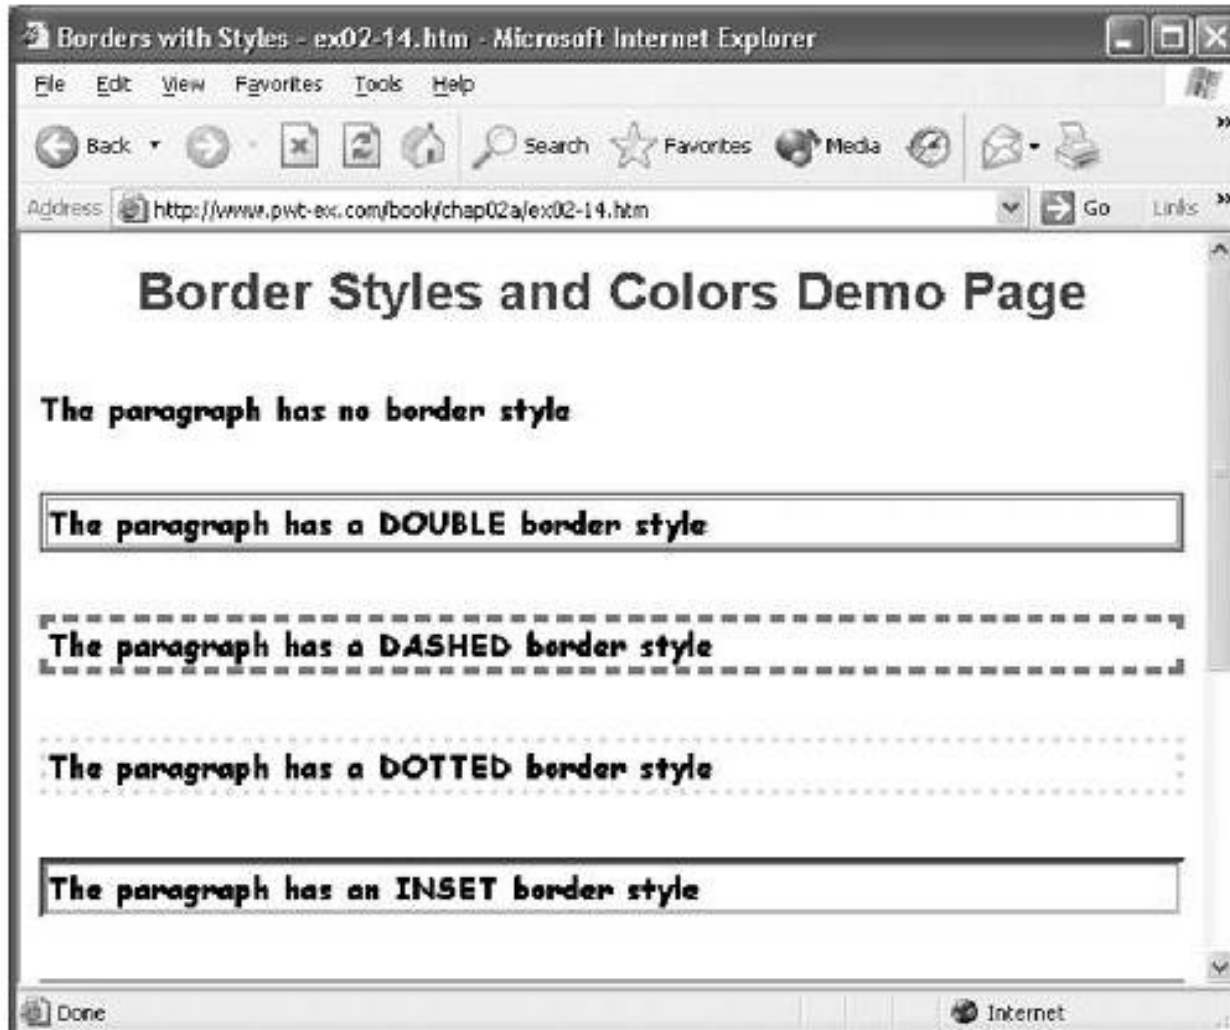 Borders with Styles - ex02-14.htm - Microsoft Internet Explorer
File Edit View Favorites Tools Help
Back Search Favorites Media »
Address http://www.pwt-ex.com/book/chap02a/ex02-14.htm Go Links »
Border Styles and Colors Demo Page
The paragraph has no border style
The paragraph has a DOUBLE border style
The paragraph has a DASHED border style
The paragraph has a DOTTED border style
The paragraph has an INSET border style
Done Internet